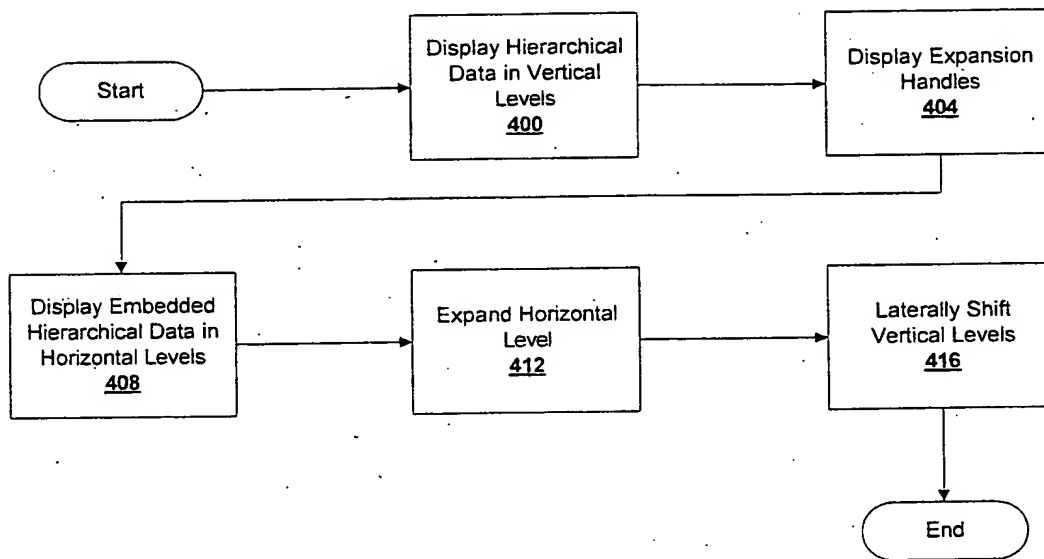 Start
Display Hierarchical
Data in Vertical
Levels
400
Display Expansion
Handles
404
Display Embedded
Hierarchical Data in
Horizontal Levels
408
Expand Horizontal
Level
412
Laterally Shift
Vertical Levels
416
End